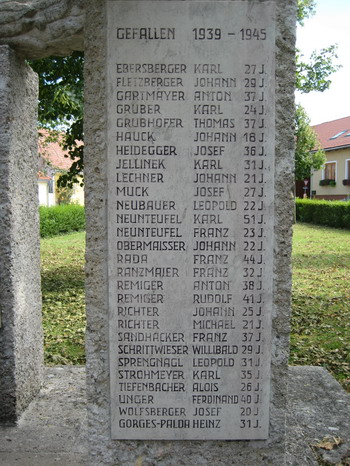 GEFALLEN 1939 - 1945
EBERSBERGER KARL 27 J.
FLETZBERGER JOHANN 29 J.
GARTMAYER ANTON 37 J.
GRUBER KARL 24 J.
GRUBHOFER THOMAS 37 J.
HAUCK JOHANN 18 J.
HEIDEGGER JOSEF 36 J.
JELLINEK KARL 31 J.
LECHNER JOHANN 21 J.
MUCK JOSEF 27 J.
NEUBAUER LEOPOLD 22 J.
NEUNTEUFEL KARL 51 J.
NEUNTEUFEL FRANZ 23 J.
OBERMAISSER JOHANN 22 J.
RADA FRANZ 44 J.
RANZMAIER FRANZ 32 J.
REMIGER ANTON 38 J.
REMIGER RUDOLF 41 J.
RICHTER JOHANN 25 J.
RICHTER MICHAEL 21 J.
SANDHACKER FRANZ 37 J.
SCHRITTWIESER WILLIBALD 29 J.
SPRENGNAGL LEOPOLD 31 J.
STROHMEYER KARL 35 J.
TIEFENBACHER ALOIS 26 J.
UNGER FERDINAND 40 J.
WOLFSBERGER JOSEF 20 J.
GORGES-PALDA HEINZ 31 J.